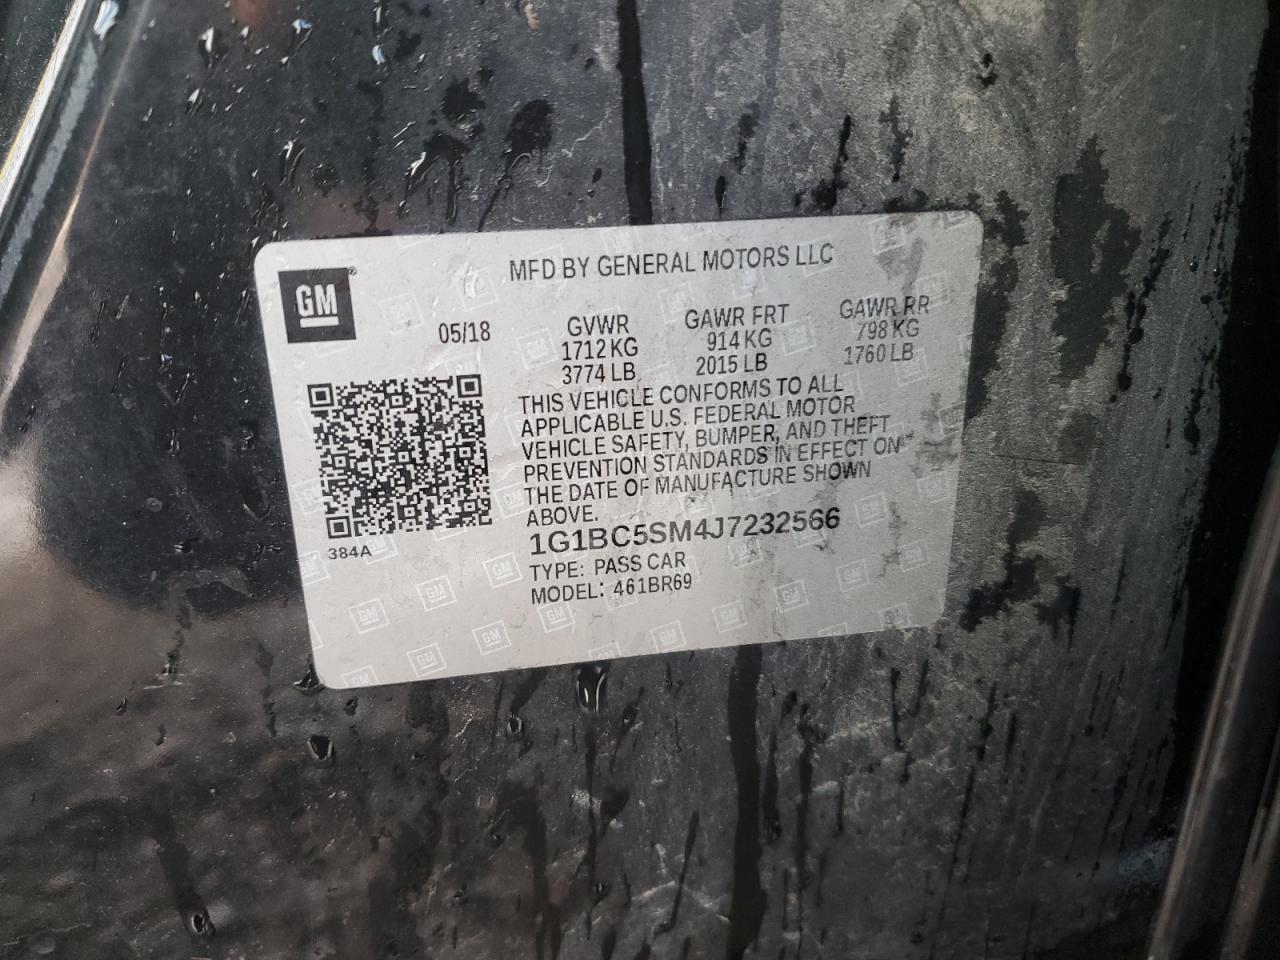 MFD BY GENERAL MOTORS LLC
GM
05/18
GVWR
1712 KG
3774 LB
GAWR FRT
914 KG
2015 LB
GAWR RR
798 KG
1760 LB
THIS VEHICLE CONFORMS TO ALL
APPLICABLE U.S. FEDERAL MOTOR
VEHICLE SAFETY, BUMPER, AND THEFT
PREVENTION STANDARDS IN EFFECT ON
THE DATE OF MANUFACTURE SHOWN
ABOVE.
384A
1G1BC5SM4J7232566
TYPE: PASS CAR
MODEL: 461BR69